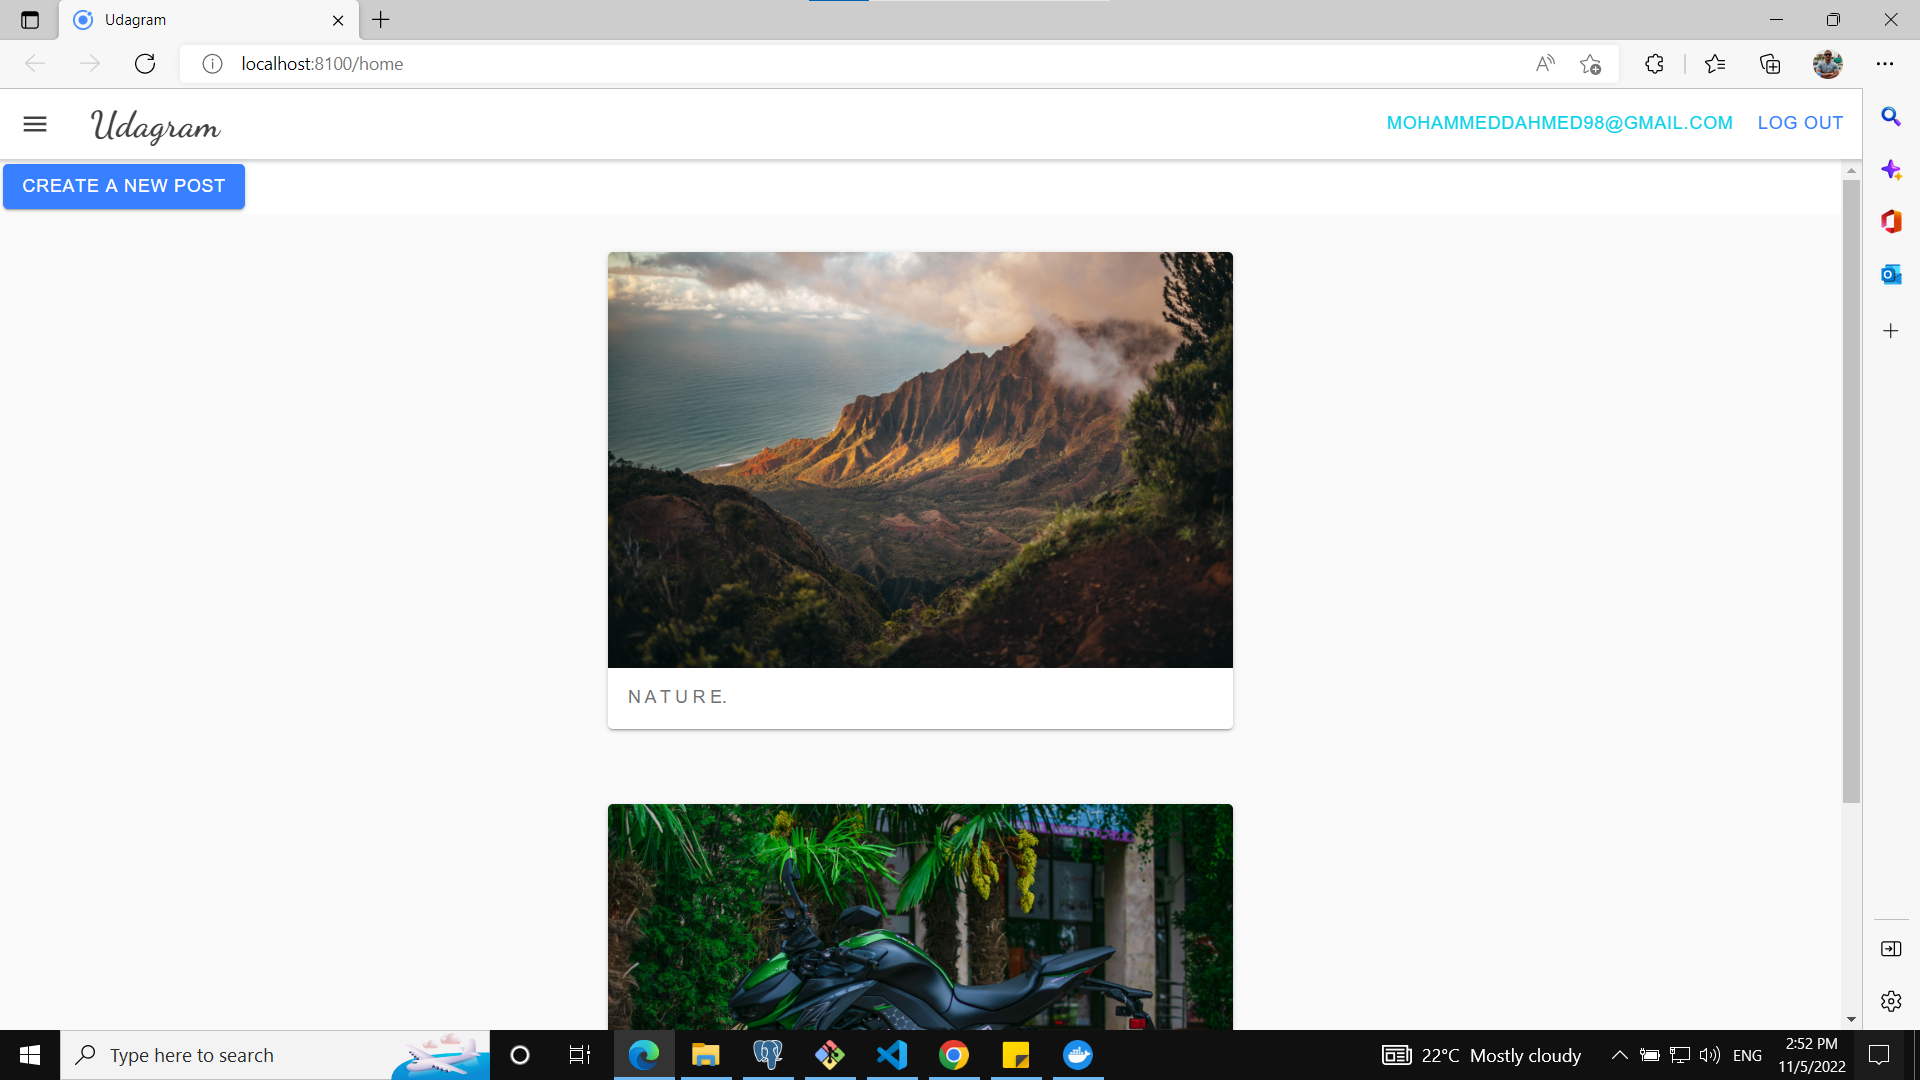 Udagram
localhost:8100/home
Udagram
MOHAMMEDDAHMED98@GMAIL.COM LOG OUT
CREATE A NEW POST
NATURE.
Type here to search
22°C Mostly cloudy
ENG
2:52 PM
11/5/2022